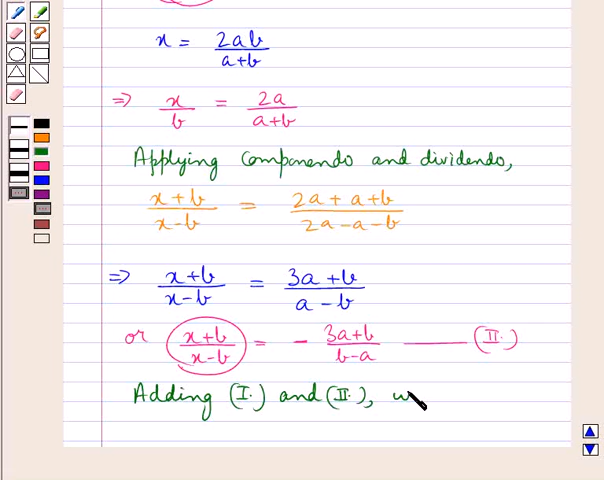 x = 2ab/(a+b)
⇒ x/b = 2a/(a+b)
Applying componendo and dividendo,
(x+b)/(x-b) = (2a+a+b)/(2a-a-b)
⇒ (x+b)/(x-b) = (3a+b)/(a-b)
or (x+b)/(x-b) = - (3a+b)/(b-a) —— (II.)
Adding (I.) and (II.), w